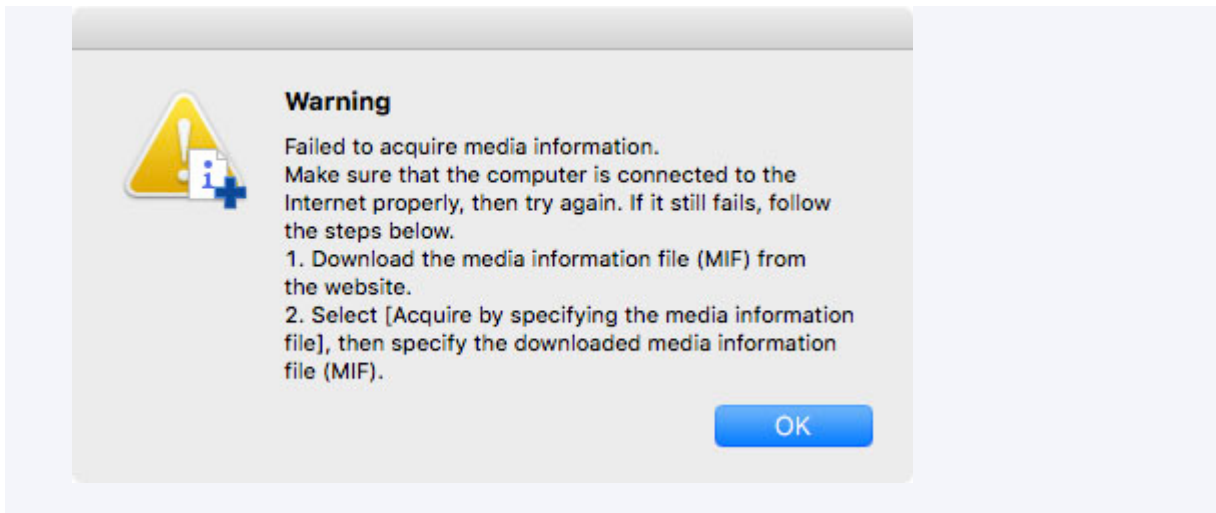 Warning
Failed to acquire media information.
Make sure that the computer is connected to the
Internet properly, then try again. If it still fails, follow
the steps below.
1. Download the media information file (MIF) from
the website.
2. Select [Acquire by specifying the media information
file], then specify the downloaded media information
file (MIF).
OK